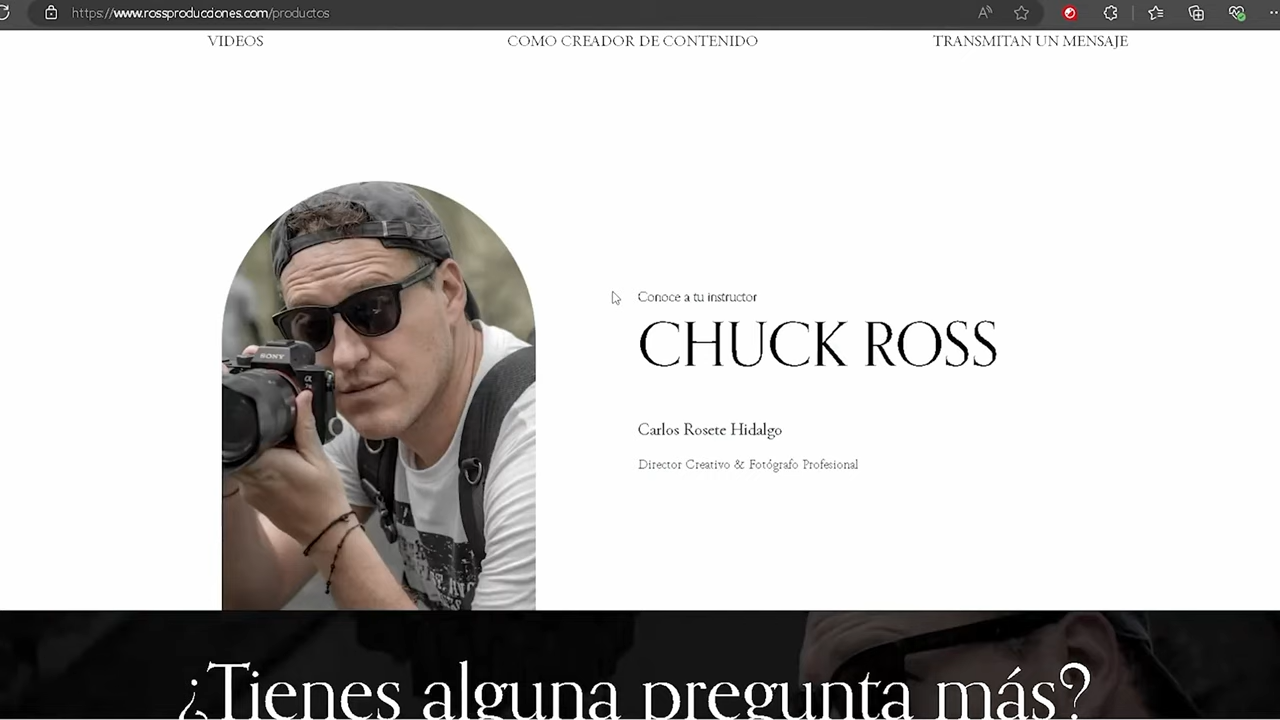 https://www.rossproducciones.com/productos
VIDEOS
COMO CREADOR DE CONTENIDO
TRANSMITAN UN MENSAJE
SONY
Conoce a tu instructor
CHUCK ROSS
Carlos Rosete Hidalgo
Director Creativo & Fotógrafo Profesional
¿Tienes alguna pregunta más?